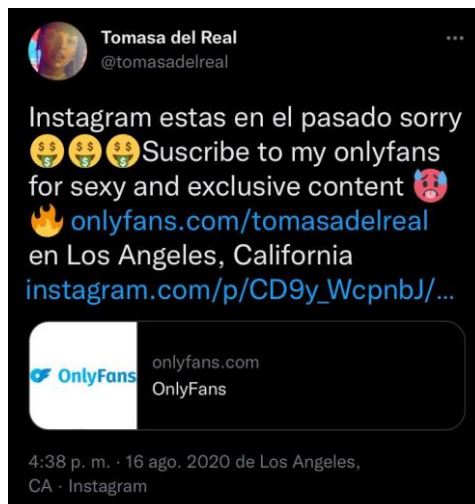 Tomasa del Real
@tomasadelreal
Instagram estas en el pasado sorry
🤑🤑🤑Suscribe to my onlyfans
for sexy and exclusive content 🥵
🔥 onlyfans.com/tomasadelreal
en Los Angeles, California
instagram.com/p/CD9y_WcpnbJ/...
OnlyFans
onlyfans.com
OnlyFans
4:38 p. m. · 16 ago. 2020 de Los Angeles,
CA · Instagram